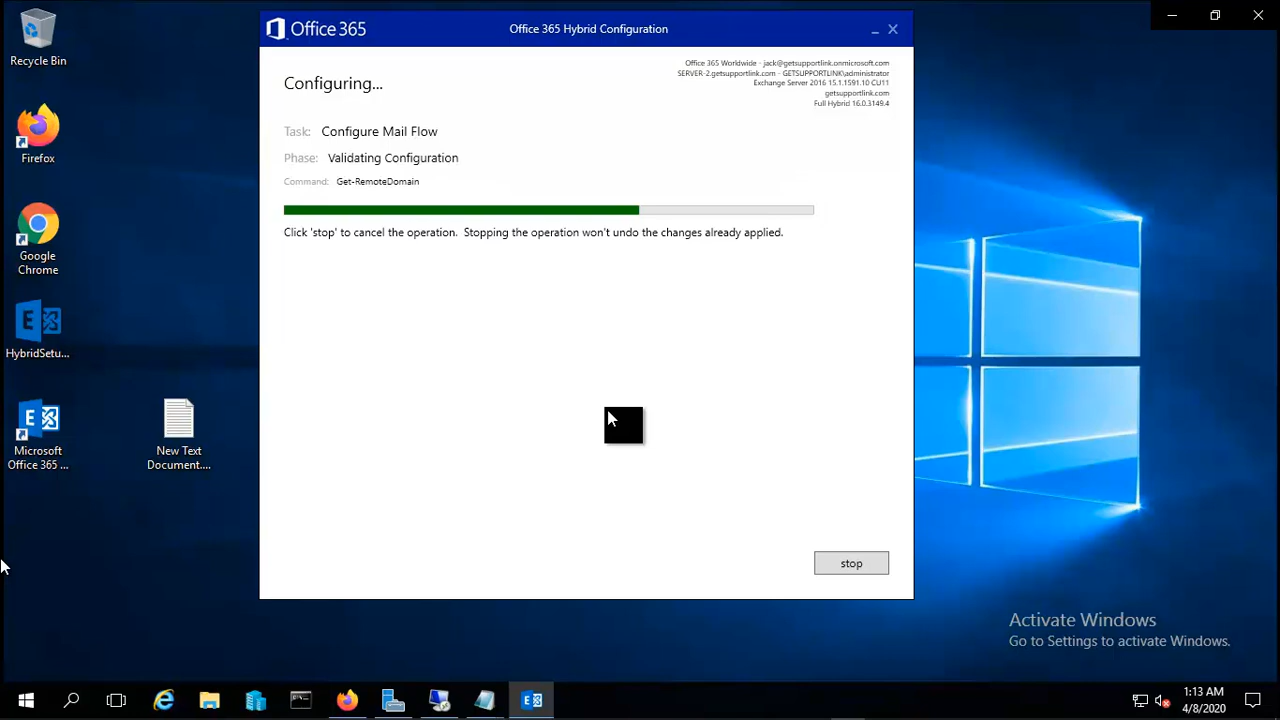 Recycle Bin
Firefox
Google
Chrome
HybridSetu...
Microsoft
Office 365 ...
New Text
Document....
Office 365
Office 365 Hybrid Configuration
Office 365 Worldwide - jack@getsupportlink.onmicrosoft.com
SERVER-2.getsupportlink.com - GETSUPPORTLINK\administrator
Exchange Server 2016 15.1.1591.10 CU11
getsupportlink.com
Full Hybrid 16.0.3149.4
Configuring...
Task: Configure Mail Flow
Phase: Validating Configuration
Command: Get-RemoteDomain
Click 'stop' to cancel the operation. Stopping the operation won't undo the changes already applied.
stop
Activate Windows
Go to Settings to activate Windows.
1:13 AM
4/8/2020